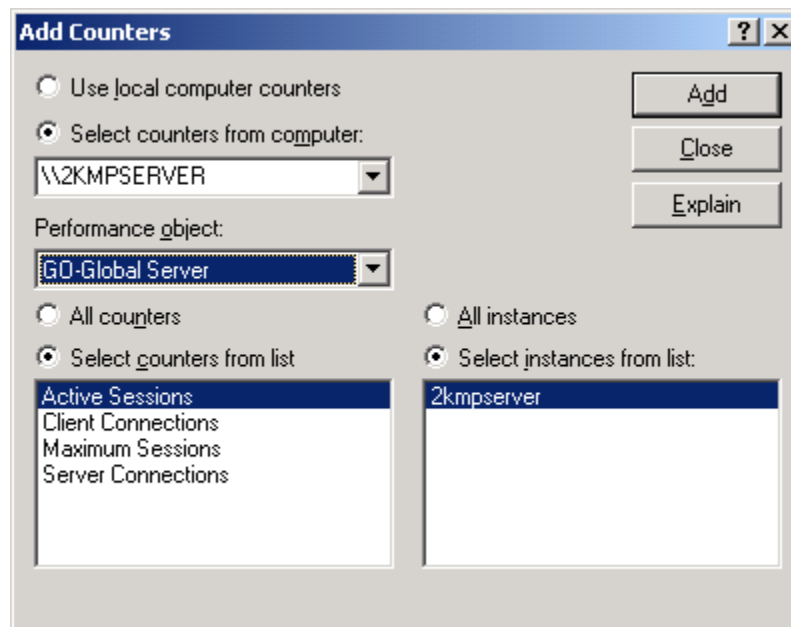 Add Counters
Use local computer counters
Select counters from computer:
\\2KMPSERVER
Performance object:
GO-Global Server
All counters
Select counters from list
Active Sessions
Client Connections
Maximum Sessions
Server Connections
Add
Close
Explain
All instances
Select instances from list:
2kmpserver